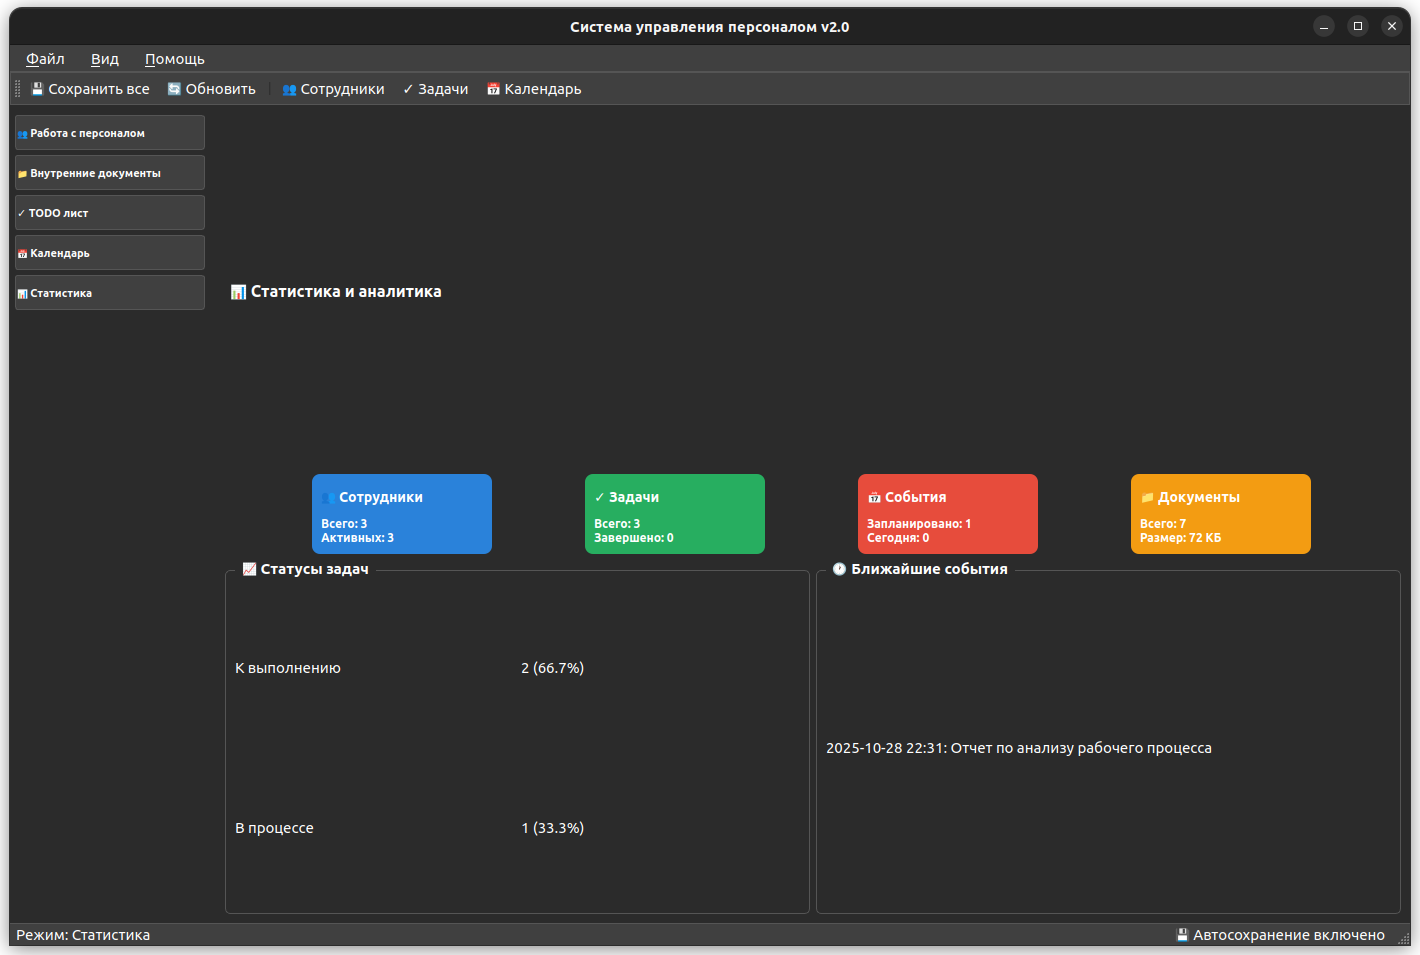 Система управления персоналом v2.0
Файл Вид Помощь
Сохранить все Обновить Сотрудники ✓ Задачи Календарь
Работа с персоналом
Внутренние документы
✓ TODO лист
Календарь
Статистика
Статистика и аналитика
Сотрудники
Всего: 3
Активных: 3
✓ Задачи
Всего: 3
Завершено: 0
События
Запланировано: 1
Сегодня: 0
Документы
Всего: 7
Размер: 72 КБ
Статусы задач
К выполнению 2 (66.7%)
В процессе 1 (33.3%)
Ближайшие события
2025-10-28 22:31: Отчет по анализу рабочего процесса
Режим: Статистика
Автосохранение включено